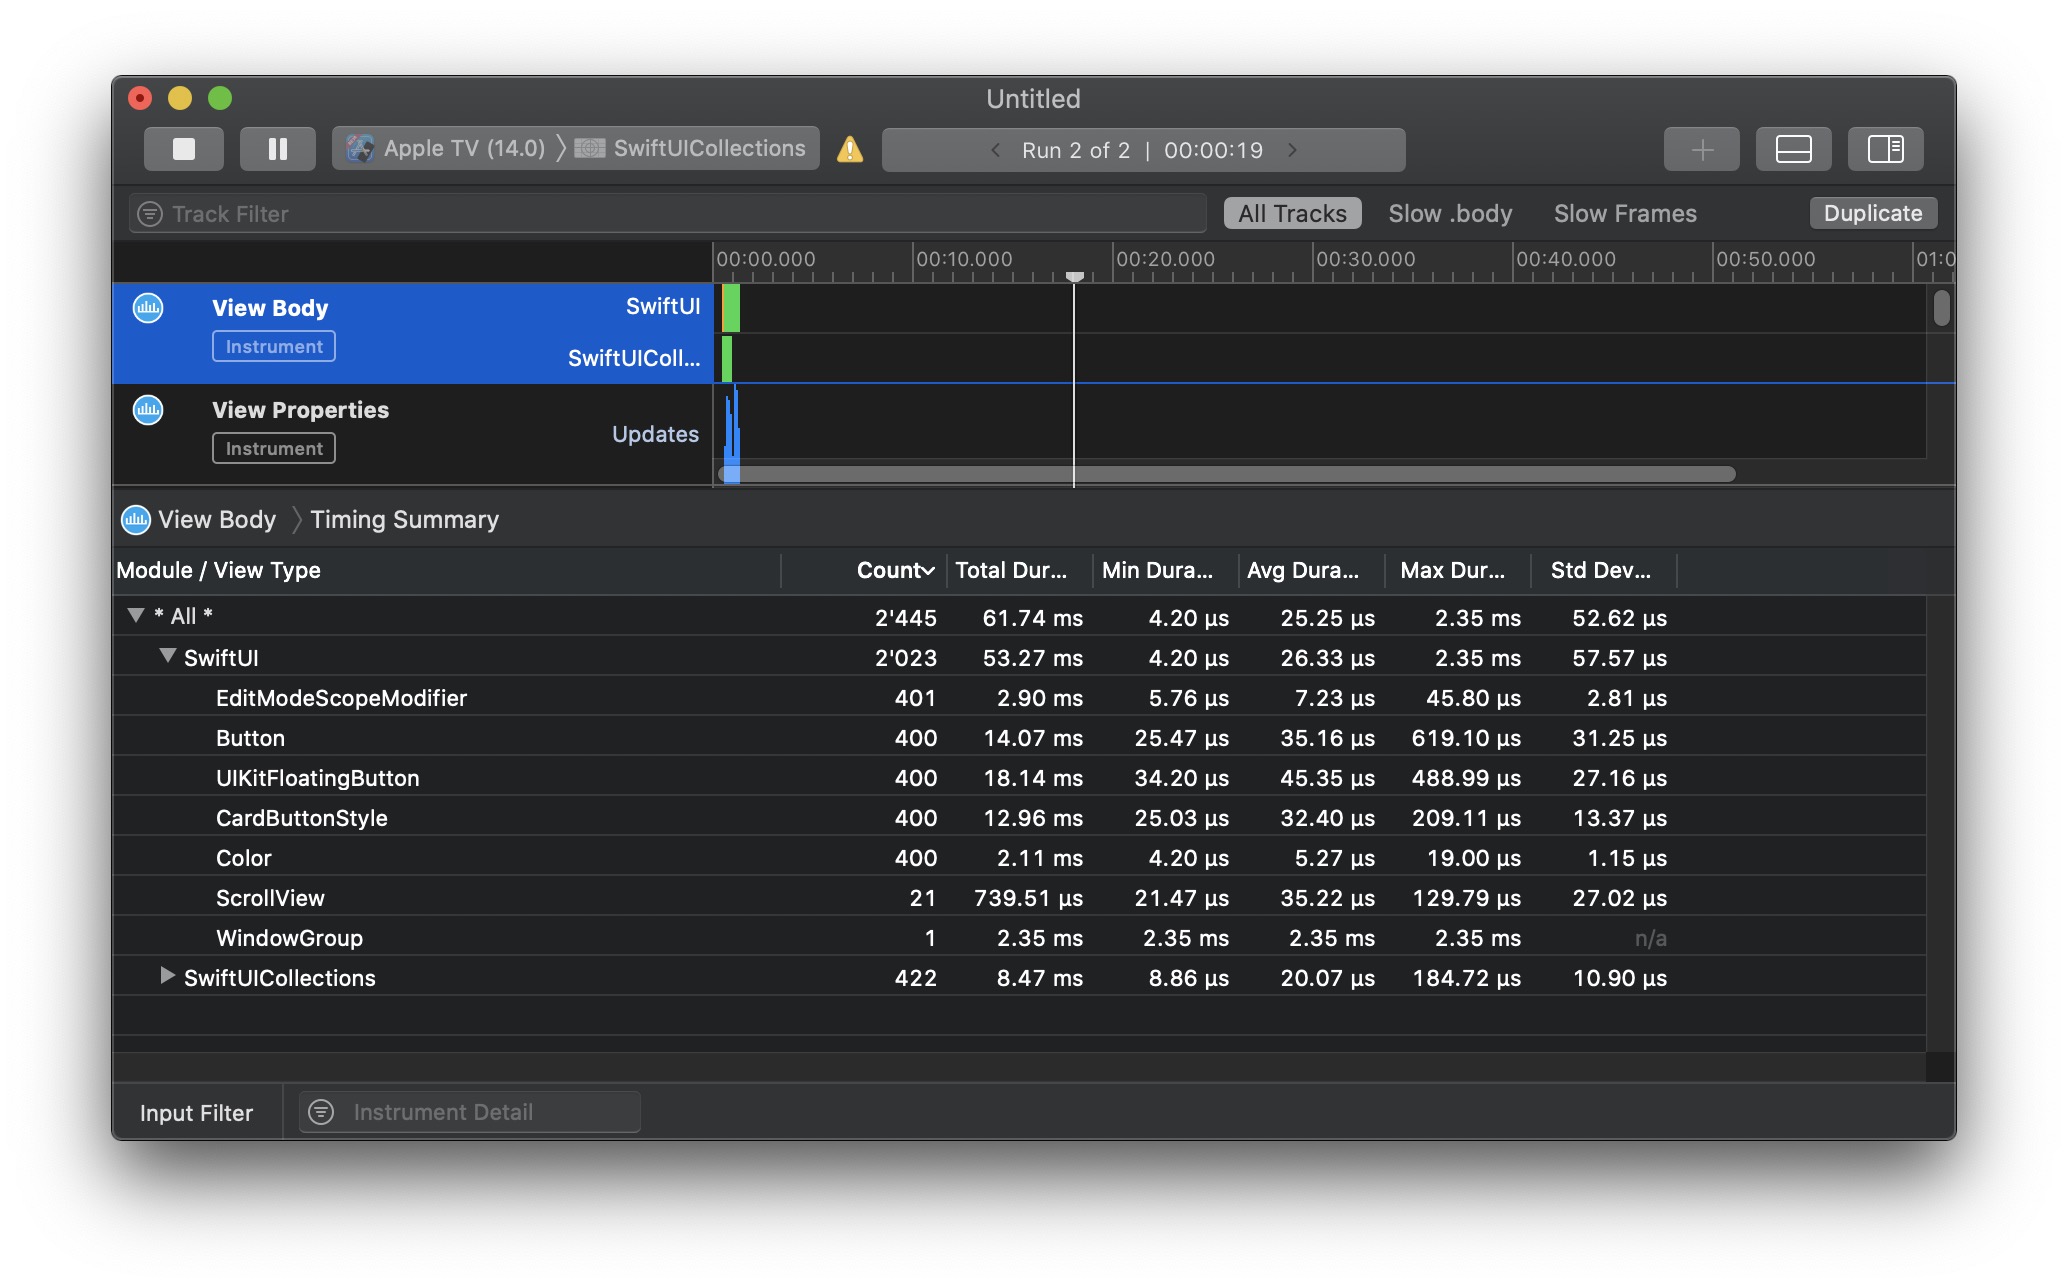 Untitled
Apple TV (14.0) SwiftUICollections Run 2 of 2 | 00:00:19
Track Filter All Tracks Slow .body Slow Frames Duplicate
00:00.000 00:10.000 00:20.000 00:30.000 00:40.000 00:50.000 01:0
View Body SwiftUI
Instrument SwiftUIColl...
View Properties
Instrument Updates
View Body Timing Summary
Module / View Type Count Total Dur... Min Dura... Avg Dura... Max Dur... Std Dev...
* All * 2'445 61.74 ms 4.20 µs 25.25 µs 2.35 ms 52.62 µs
SwiftUI 2'023 53.27 ms 4.20 µs 26.33 µs 2.35 ms 57.57 µs
EditModeScopeModifier 401 2.90 ms 5.76 µs 7.23 µs 45.80 µs 2.81 µs
Button 400 14.07 ms 25.47 µs 35.16 µs 619.10 µs 31.25 µs
UIKitFloatingButton 400 18.14 ms 34.20 µs 45.35 µs 488.99 µs 27.16 µs
CardButtonStyle 400 12.96 ms 25.03 µs 32.40 µs 209.11 µs 13.37 µs
Color 400 2.11 ms 4.20 µs 5.27 µs 19.00 µs 1.15 µs
ScrollView 21 739.51 µs 21.47 µs 35.22 µs 129.79 µs 27.02 µs
WindowGroup 1 2.35 ms 2.35 ms 2.35 ms 2.35 ms n/a
SwiftUICollections 422 8.47 ms 8.86 µs 20.07 µs 184.72 µs 10.90 µs
Input Filter Instrument Detail